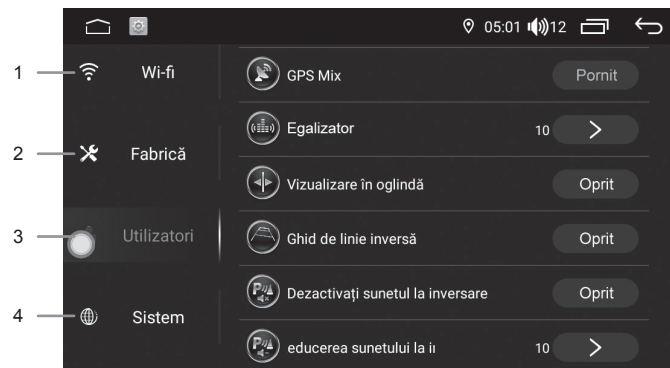 05:01 12
1 Wi-fi
GPS Mix Pornit
Egalizator 10
2 Fabrică
Vizualizare în oglindă Oprit
3 Utilizatori
Ghid de linie inversă Oprit
Dezactivați sunetul la inversare Oprit
4 Sistem
educerea sunetului la
10